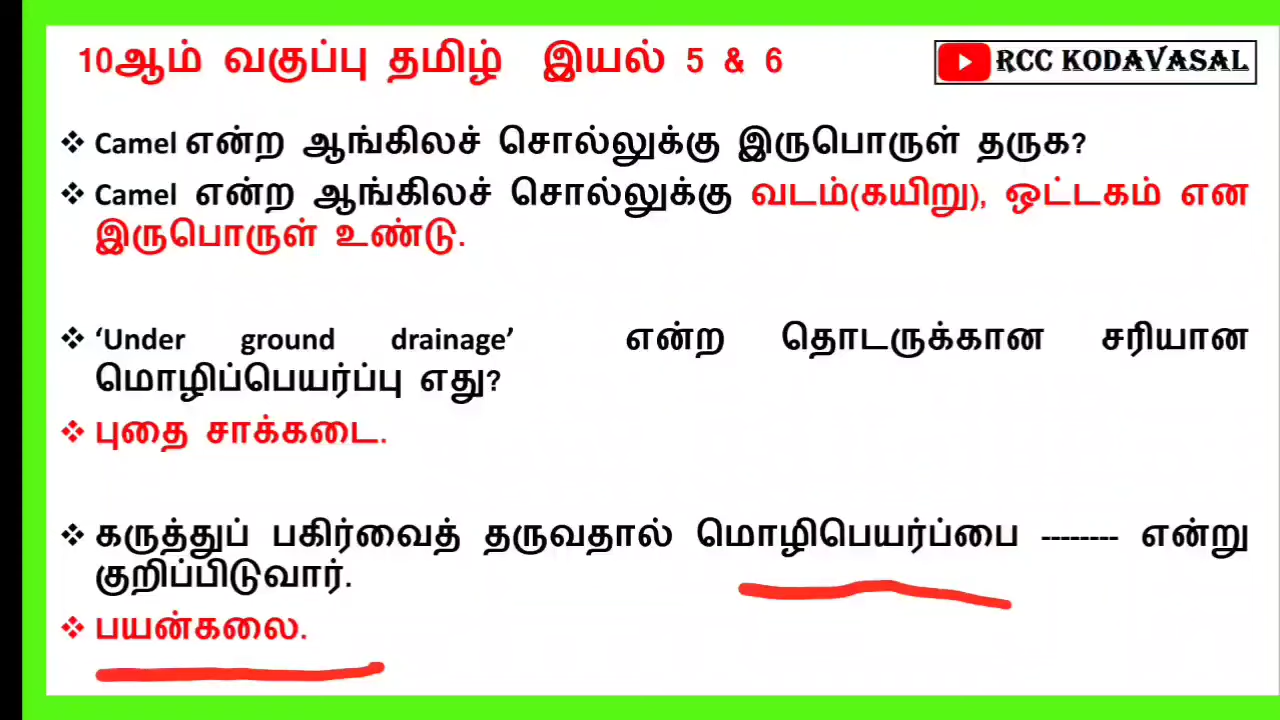 10ஆம் வகுப்பு தமிழ் இயல் 5 & 6
RCC KODAVASAL
❖ Camel என்ற ஆங்கிலச் சொல்லுக்கு இருபொருள் தருக?
❖ Camel என்ற ஆங்கிலச் சொல்லுக்கு வடம்(கயிறு), ஒட்டகம் என
இருபொருள் உண்டு.
❖ ‘Under ground drainage’ என்ற தொடருக்கான சரியான
மொழிப்பெயர்ப்பு எது?
❖ புதை சாக்கடை.
❖ கருத்துப் பகிர்வைத் தருவதால் மொழிபெயர்ப்பை -------- என்று
குறிப்பிடுவார்.
❖ பயன்கலை.